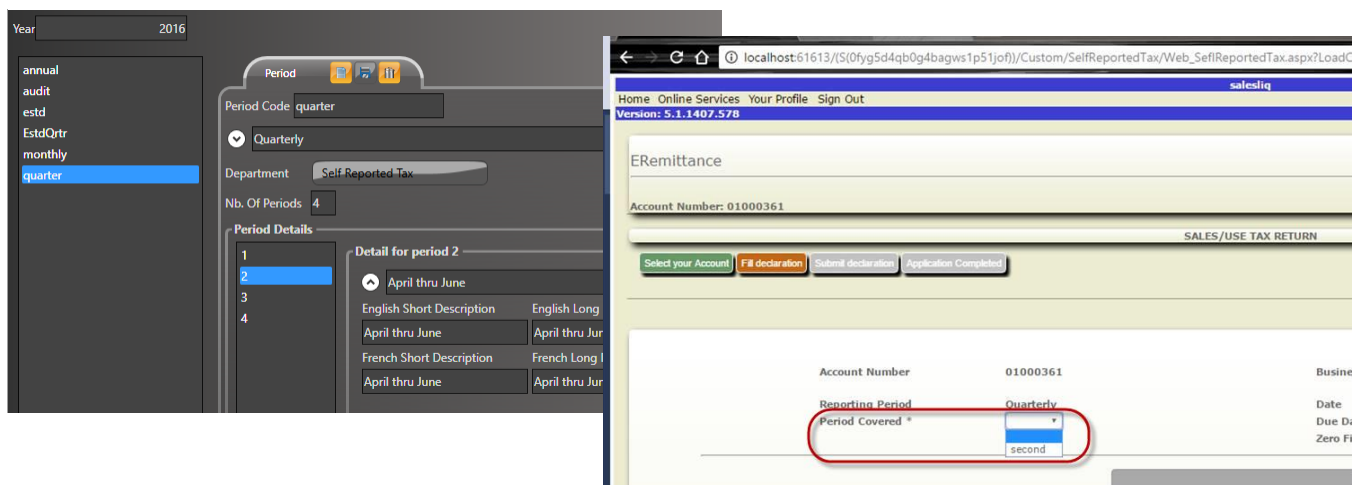 Year 2016
annual
audit
estd
EstdQrtr
monthly
quarter
Period
Period Code quarter
Quarterly
Department Self Reported Tax
Nb. Of Periods 4
Period Details
1
2
3
4
Detail for period 2
April thru June
English Short Description English Long
April thru June April thru Jur
French Short Description French Long
April thru June April thru Jur
localhost:61613/(S(0fyg5d4qb0g4bagws1p51jof))/Custom/SelfReportedTax/Web_SeflReportedTax.aspx?LoadC
salesliq
Home Online Services Your Profile Sign Out
Version: 5.1.1407.578
ERemittance
Account Number: 01000361
SALES/USE TAX RETURN
Select your Account Fill declaration Submit declaration Application Completed
Account Number 01000361 Busine
Reporting Period Quarterly Date
Period Covered * Due Da
Zero Fi
second